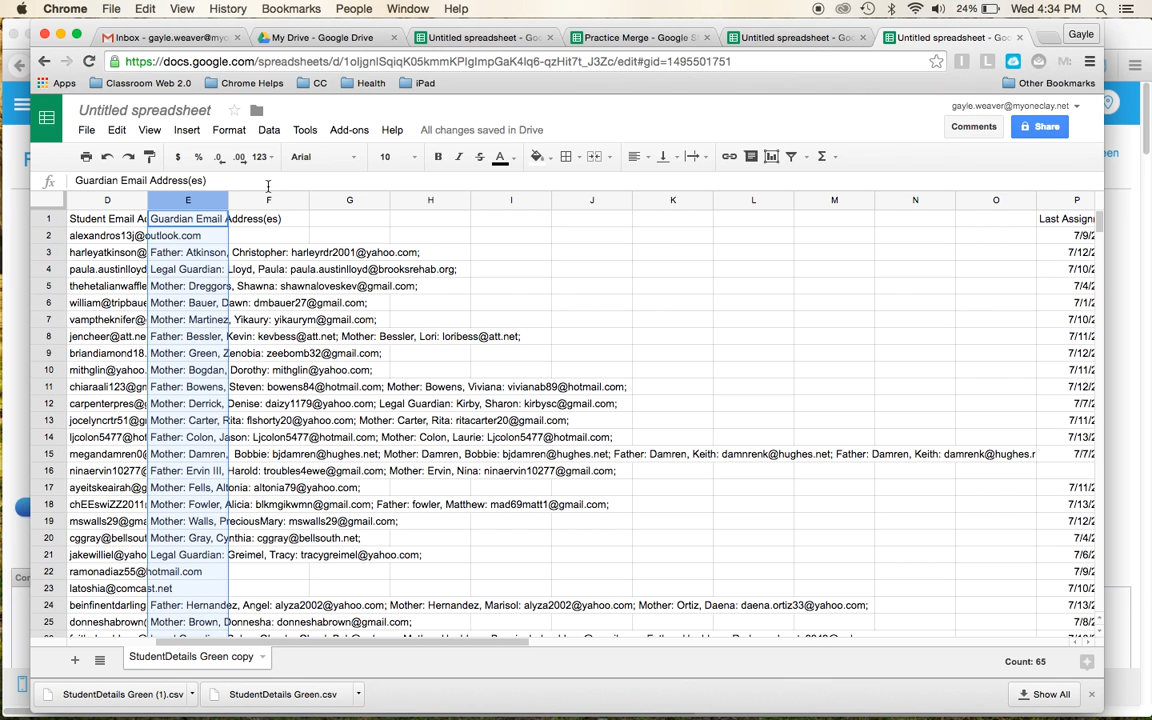 Chrome File Edit View History Bookmarks People Window Help 24% Wed 4:34 PM
Inbox - gayle.weaver@my × My Drive - Google Drive × Untitled spreadsheet - Go × Practice Merge - Google S × Untitled spreadsheet - Go × Untitled spreadsheet - Go × Gayle
https://docs.google.com/spreadsheets/d/1oljgnlSqiqK05kmmKPIgImpGaK4lq6-qzHit7t_J3Zc/edit#gid=1495501751
Apps Classroom Web 2.0 Chrome Helps CC Health iPad Other Bookmarks
Untitled spreadsheet gayle.weaver@myoneclay.net
File Edit View Insert Format Data Tools Add-ons Help All changes saved in Drive Comments Share
$ % .0 .00 123 Arial 10 B I S A Σ
fx Guardian Email Address(es)
D E F G H I J K L M N O P
1 Student Email Ad Guardian Email Address(es) Last Assignm
2 alexandros13j@outlook.com 7/9/2
3 harleyatkinson@ Father: Atkinson, Christopher: harleyrdr2001@yahoo.com; 7/12/2
4 paula.austinlloyd Legal Guardian: Lloyd, Paula: paula.austinlloyd@brooksrehab.org; 7/10/2
5 thehetalianwaffle Mother: Dreggors, Shawna: shawnaloveskev@gmail.com; 7/4/2
6 william@tripbaue Mother: Bauer, Dawn: dmbauer27@gmail.com; 7/1/2
7 vamptheknifer@ Mother: Martinez, Yikaury: yikaurym@gmail.com; 7/10/2
8 jencheer@att.ne Father: Bessler, Kevin: kevbess@att.net; Mother: Bessler, Lori: loribess@att.net; 7/11/2
9 briandiamond18. Mother: Green, Zenobia: zeebomb32@gmail.com; 7/12/2
10 mithglin@yahoo. Mother: Bogdan, Dorothy: mithglin@yahoo.com; 7/11/2
11 chiaraali123@gn Father: Bowens, Steven: bowens84@hotmail.com; Mother: Bowens, Viviana: vivianab89@hotmail.com; 7/12/2
12 carpenterpres@g Mother: Derrick, Denise: daizy1179@yahoo.com; Legal Guardian: Kirby, Sharon: kirbysc@gmail.com; 7/7/2
13 jocelyncrtr51@g Mother: Carter, Rita: flshorty20@yahoo.com; Mother: Carter, Rita: ritacarter20@gmail.com; 7/11/2
14 ljcolon5477@hot Father: Colon, Jason: Ljcolon5477@hotmail.com; Mother: Colon, Laurie: Ljcolon5477@hotmail.com; 7/13/2
15 megandamren0@ Mother: Damren, Bobbie: bjdamren@hughes.net; Mother: Damren, Bobbie: bjdamren@hughes.net; Father: Damren, Keith: damrenk@hughes.net; Father: Damren, Keith: damrenk@hughes.r 7/7/2
16 ninaervin10277@ Father: Ervin III, Harold: troubles4ewe@gmail.com; Mother: Ervin, Nina: ninaervin10277@gmail.com;
17 ayeitskeairah@g Mother: Fells, Altonia: altonia79@yahoo.com; 7/11/2
18 chEEswiZZ2011 Mother: Fowler, Alicia: blkmgikwmn@gmail.com; Father: fowler, Matthew: mad69matt1@gmail.com; 7/13/2
19 mswalls29@gma Mother: Walls, PreciousMary: mswalls29@gmail.com; 7/12/2
20 cggray@bellsout Mother: Gray, Cynthia: cggray@bellsouth.net; 7/4/2
21 jakewilliel@yaho Legal Guardian: Greimel, Tracy: tracygreimel@yahoo.com; 7/6/2
22 ramonadiaz55@hotmail.com 7/9/2
23 latoshia@comcast.net 7/10/2
24 beinfinentdarling Father: Hernandez, Angel: alyza2002@yahoo.com; Mother: Hernandez, Marisol: alyza2002@yahoo.com; Mother: Ortiz, Daena: daena.ortiz33@yahoo.com; 7/13/2
25 donneshabrown@ Mother: Brown, Donnesha: donneshabrown@gmail.com; 7/8/2
StudentDetails Green copy Count: 65
StudentDetails Green (1).csv StudentDetails Green.csv Show All